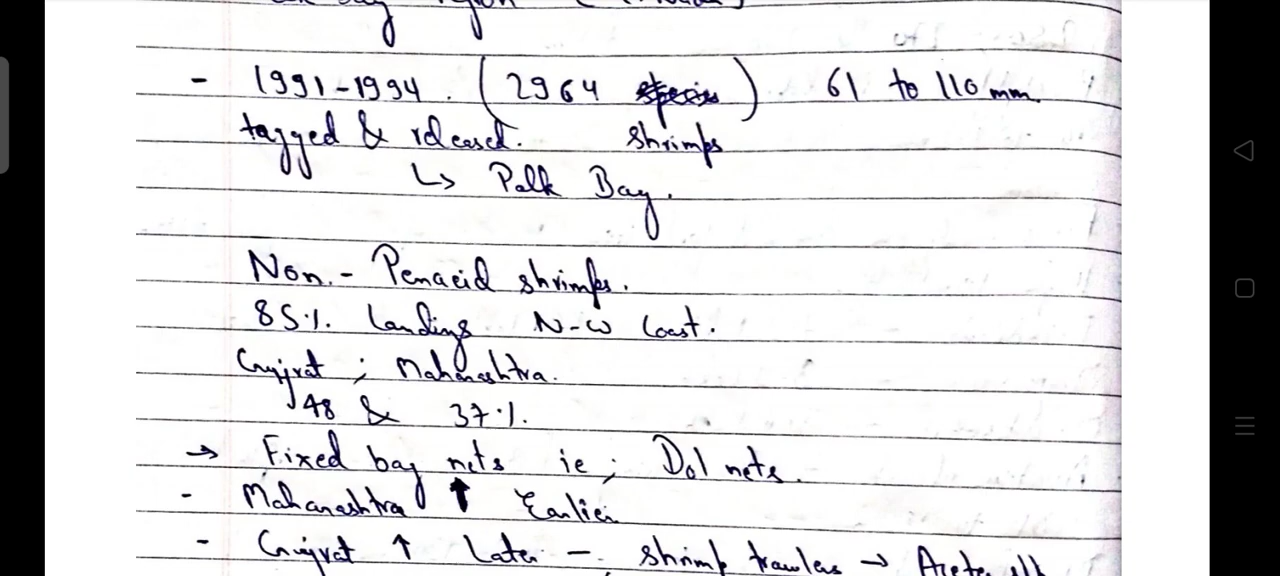 - 1991-1994. (2964 species) 61 to 110 mm.
tagged & released. shrimps
↳ Palk Bay.
Non.- Penaeid shrimps.
85%. Landings N-W Coast.
Gujrat ; Maharashtra.
48 & 37%.
→ Fixed bag nets ie ; Dol nets.
- Maharashtra ↑ Earlier
- Gujrat ↑ Later - shrimp trawlers →